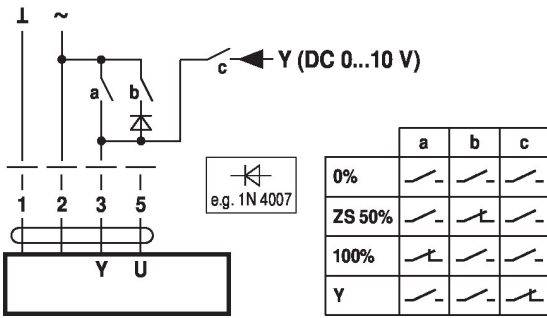 ⊥ ~
a b c Y (DC 0...10 V)
1 2 3 5
Y U
e.g. 1N 4007
a b c
0%
ZS 50%
100%
Y